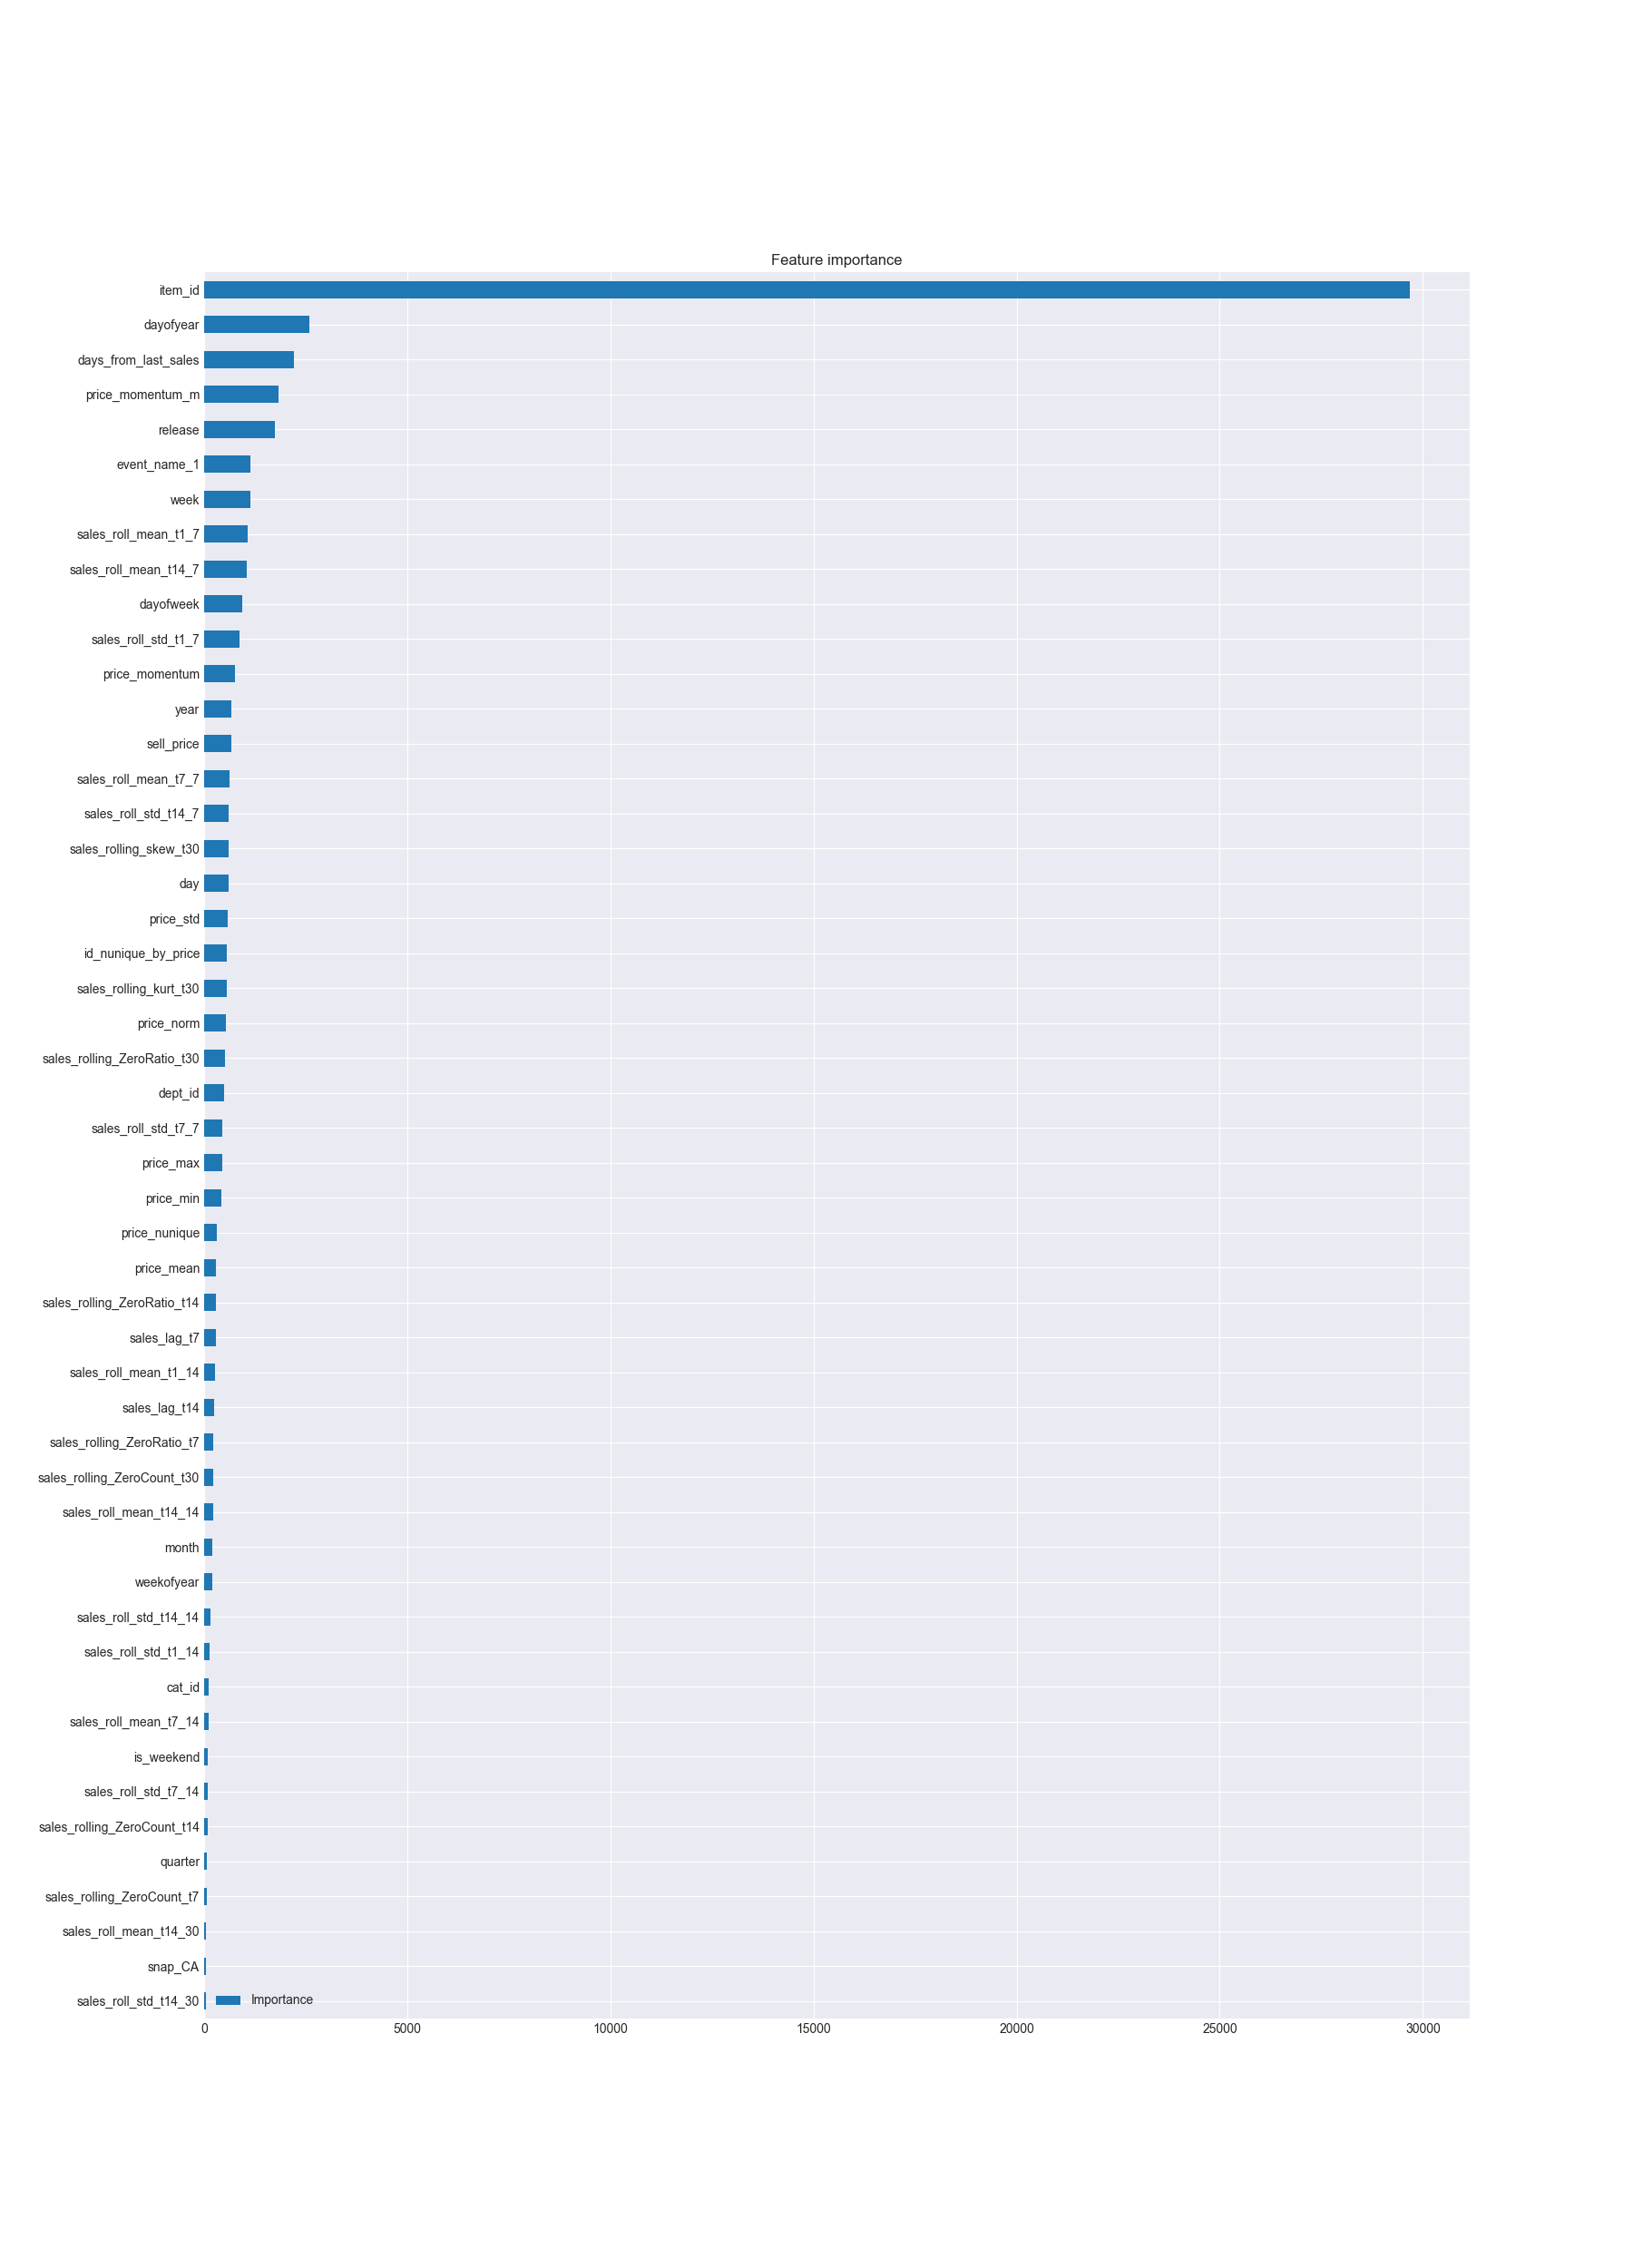 Feature importance
item_id
dayofyear
days_from_last_sales
price_momentum_m
release
event_name_1
week
sales_roll_mean_t1_7
sales_roll_mean_t14_7
dayofweek
sales_roll_std_t1_7
price_momentum
year
sell_price
sales_roll_mean_t7_7
sales_roll_std_t14_7
sales_rolling_skew_t30
day
price_std
id_nunique_by_price
sales_rolling_kurt_t30
price_norm
sales_rolling_ZeroRatio_t30
dept_id
sales_roll_std_t7_7
price_max
price_min
price_nunique
price_mean
sales_rolling_ZeroRatio_t14
sales_lag_t7
sales_roll_mean_t1_14
sales_lag_t14
sales_rolling_ZeroRatio_t7
sales_rolling_ZeroCount_t30
sales_roll_mean_t14_14
month
weekofyear
sales_roll_std_t14_14
sales_roll_std_t1_14
cat_id
sales_roll_mean_t7_14
is_weekend
sales_roll_std_t7_14
sales_rolling_ZeroCount_t14
quarter
sales_rolling_ZeroCount_t7
sales_roll_mean_t14_30
snap_CA
sales_roll_std_t14_30 Importance
0 5000 10000 15000 20000 25000 30000